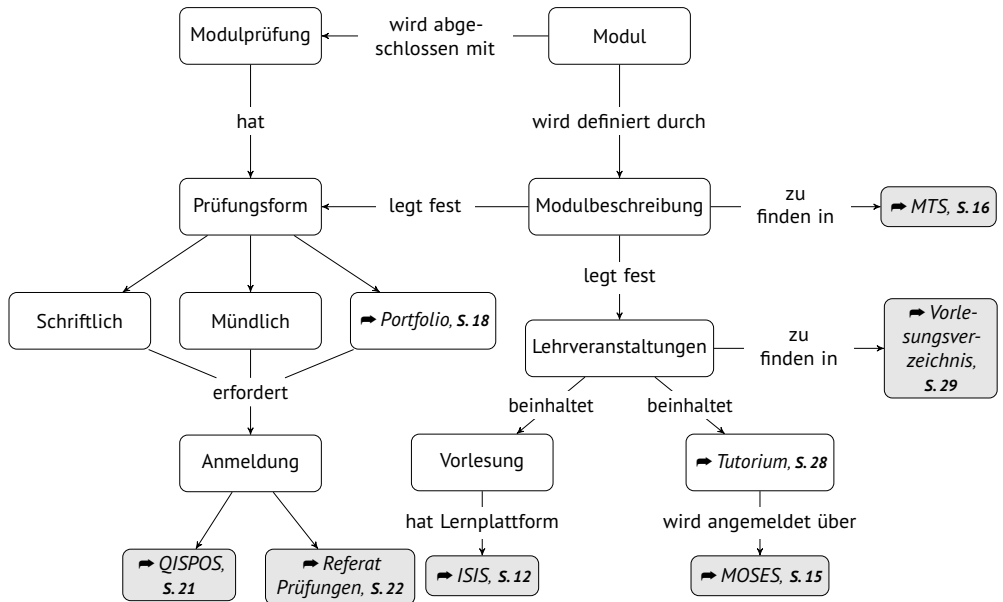 Modulprüfung
wird abge-
schlossen mit
Modul
hat
wird definiert durch
Prüfungsform
legt fest
Modulbeschreibung
zu
finden in
➦ MTS, S. 16
legt fest
Schriftlich
Mündlich
➦ Portfolio, S. 18
Lehrveranstaltungen
zu
finden in
➦ Vorle-
sungsver-
zeichnis,
S. 29
erfordert
beinhaltet
beinhaltet
Anmeldung
Vorlesung
➦ Tutorium, S. 28
hat Lernplattform
wird angemeldet über
➦ QISPOS,
S. 21
➦ Referat
Prüfungen, S. 22
➦ ISIS, S. 12
➦ MOSES, S. 15